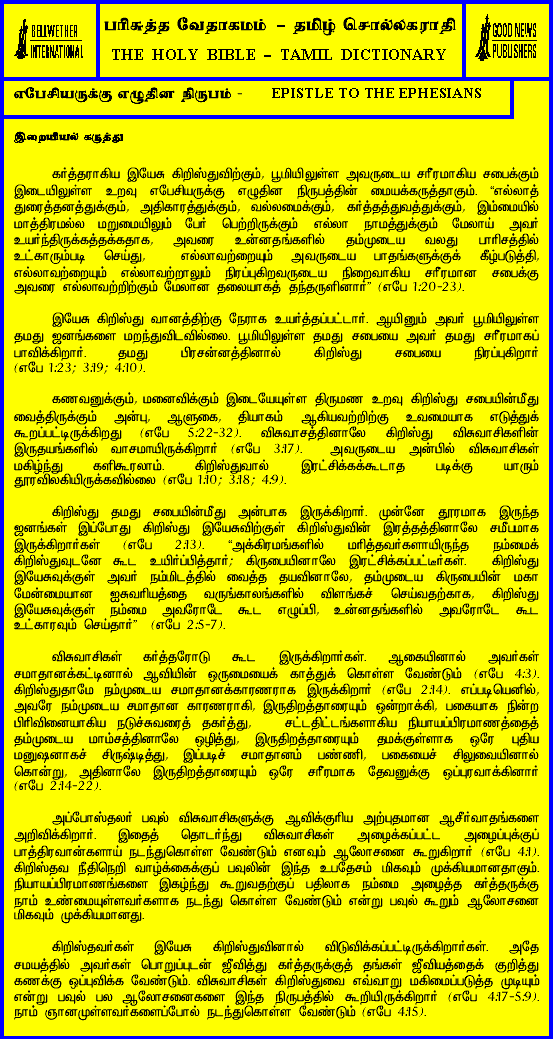 BELLWETHER
INTERNATIONAL
பரிசுத்த வேதாகமம் – தமிழ் சொல்லகராதி
THE HOLY BIBLE – TAMIL DICTIONARY
GOOD NEWS
PUBLISHERS
எபேசியருக்கு எழுதின நிருபம் - EPISTLE TO THE EPHESIANS
இறையியல் கருத்து
கர்த்தராகிய இயேசு கிறிஸ்துவிற்கும், பூமியிலுள்ள அவருடைய சரீரமாகிய சபைக்கும்
இடையிலுள்ள உறவு எபேசியருக்கு எழுதின நிருபத்தின் மையக்கருத்தாகும். “எல்லாத்
துரைத்தனத்துக்கும், அதிகாரத்துக்கும், வல்லமைக்கும், கர்த்தத்துவத்துக்கும், இம்மையில்
மாத்திரமல்ல மறுமையிலும் பேர் பெற்றிருக்கும் எல்லா நாமத்துக்கும் மேலாய் அவர்
உயர்ந்திருக்கத்தக்கதாக, அவரை உன்னதங்களில் தம்முடைய வலது பாரிசத்தில்
உட்காரும்படி செய்து, எல்லாவற்றையும் அவருடைய பாதங்களுக்குக் கீழ்படுத்தி,
எல்லாவற்றையும் எல்லாவற்றாலும் நிரப்புகிறவருடைய நிறைவாகிய சரீரமான சபைக்கு
அவரை எல்லாவற்றிற்கும் மேலான தலையாகத் தந்தருளினார்” (எபே 1:20-23).
இயேசு கிறிஸ்து வானத்திற்கு நேராக உயர்த்தப்பட்டார். ஆயினும் அவர் பூமியிலுள்ள
தமது ஜனங்களை மறந்துவிடவில்லை. பூமியிலுள்ள தமது சபையை அவர் தமது சரீரமாகப்
பாவிக்கிறார். தமது பிரசன்னத்தினால் கிறிஸ்து சபையை நிரப்புகிறார்
(எபே 1:23; 3:19; 4:10).
கணவனுக்கும், மனைவிக்கும் இடையேயுள்ள திருமண உறவு கிறிஸ்து சபையின்மீது
வைத்திருக்கும் அன்பு, ஆளுகை, தியாகம் ஆகியவற்றிற்கு உவமையாக எடுத்துக்
கூறப்பட்டிருக்கிறது (எபே 5:22-32). விசுவாசத்தினாலே கிறிஸ்து விசுவாசிகளின்
இருதயங்களில் வாசமாயிருக்கிறார் (எபே 3:17). அவருடைய அன்பில் விசுவாசிகள்
மகிழ்ந்து களிகூரலாம். கிறிஸ்துவால் இரட்சிக்கக்கூடாத படிக்கு யாரும்
தூரவிலகியிருக்கவில்லை (எபே 1:10; 3:18; 4:9).
கிறிஸ்து தமது சபையின்மீது அன்பாக இருக்கிறார். முன்னே தூரமாக இருந்த
ஜனங்கள் இப்போது கிறிஸ்து இயேசுவிற்குள் கிறிஸ்துவின் இரத்தத்தினாலே சமீபமாக
இருக்கிறார்கள் (எபே 2:13). “அக்கிரமங்களில் மரித்தவர்களாயிருந்த நம்மைக்
கிறிஸ்துவுடனே கூட உயிர்ப்பித்தார்; கிருபையினாலே இரட்சிக்கப்பட்டீர்கள். கிறிஸ்து
இயேசுவுக்குள் அவர் நம்மிடத்தில் வைத்த தயவினாலே, தம்முடைய கிருபையின் மகா
மேன்மையான ஐசுவரியத்தை வருங்காலங்களில் விளங்கச் செய்வதற்காக, கிறிஸ்து
இயேசுவுக்குள் நம்மை அவரோடே கூட எழுப்பி, உன்னதங்களில் அவரோடே கூட
உட்காரவும் செய்தார்” (எபே 2:5-7).
விசுவாசிகள் கர்த்தரோடு கூட இருக்கிறார்கள். ஆகையினால் அவர்கள்
சமாதானக்கட்டினால் ஆவியின் ஒருமையைக் காத்துக் கொள்ள வேண்டும் (எபே 4:3).
கிறிஸ்துதாமே நம்முடைய சமாதானக்காரணராக இருக்கிறார் (எபே 2:14). எப்படியெனில்,
அவரே நம்முடைய சமாதான காரணராகி, இருதிறத்தாரையும் ஒன்றாக்கி, பகையாக நின்ற
பிரிவினையாகிய நடுச்சுவரைத் தகர்த்து, சட்டதிட்டங்களாகிய நியாயப்பிரமாணத்தைத்
தம்முடைய மாம்சத்தினாலே ஒழித்து, இருதிறத்தாரையும் தமக்குள்ளாக ஒரே புதிய
மனுஷனாகச் சிருஷ்டித்து, இப்படிச் சமாதானம் பண்ணி, பகையைச் சிலுவையினால்
கொன்று, அதினாலே இருதிறத்தாரையும் ஒரே சரீரமாக தேவனுக்கு ஒப்புரவாக்கினார்
(எபே 2:14-22).
அப்போஸ்தலர் பவுல் விசுவாசிகளுக்கு ஆவிக்குரிய அற்புதமான ஆசீர்வாதங்களை
அறிவிக்கிறார். இதைத் தொடர்ந்து விசுவாசிகள் அழைக்கப்பட்ட அழைப்புக்குப்
பாத்திரவான்களாய் நடந்துகொள்ள வேண்டும் எனவும் ஆலோசனை கூறுகிறார் (எபே 4:1).
கிறிஸ்தவ நீதிநெறி வாழ்க்கைக்குப் பவுலின் இந்த உபதேசம் மிகவும் முக்கியமானதாகும்.
நியாயப்பிரமாணங்களை இகழ்ந்து கூறுவதற்குப் பதிலாக நம்மை அழைத்த கர்த்தருக்கு
நாம் உண்மையுள்ளவர்களாக நடந்து கொள்ள வேண்டும் என்று பவுல் கூறும் ஆலோசனை
மிகவும் முக்கியமானது.
கிறிஸ்தவர்கள் இயேசு கிறிஸ்துவினால் விடுவிக்கப்பட்டிருக்கிறார்கள். அதே
சமயத்தில் அவர்கள் பொறுப்புடன் ஜீவித்து கர்த்தருக்குத் தங்கள் ஜீவியத்தைக் குறித்து
கணக்கு ஒப்புவிக்க வேண்டும். விசுவாசிகள் கிறிஸ்துவை எவ்வாறு மகிமைப்படுத்த முடியும்
என்று பவுல் பல ஆலோசனைகளை இந்த நிருபத்தில் கூறியிருக்கிறார் (எபே 4:17-5:9).
நாம் ஞானமுள்ளவர்களைப்போல் நடந்துகொள்ள வேண்டும் (எபே 4:15).